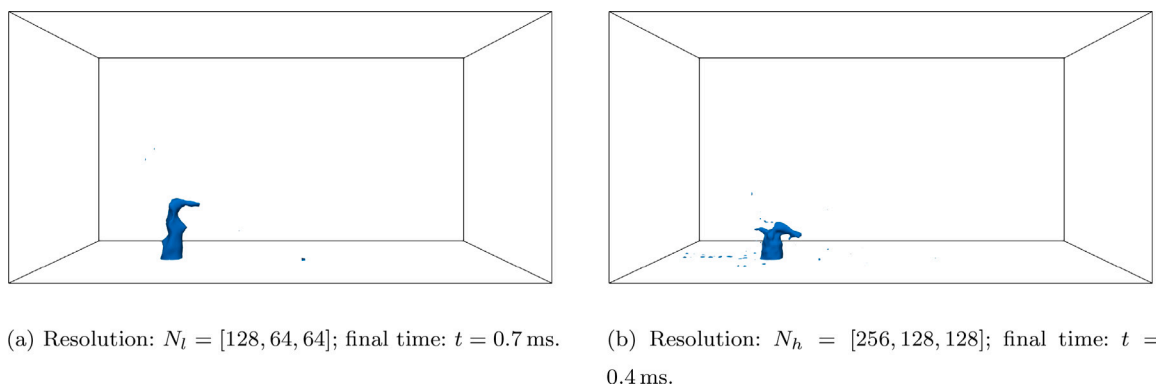 (a) Resolution: N_l = [128, 64, 64]; final time: t = 0.7 ms.
(b) Resolution: N_h = [256, 128, 128]; final time: t =
0.4 ms.